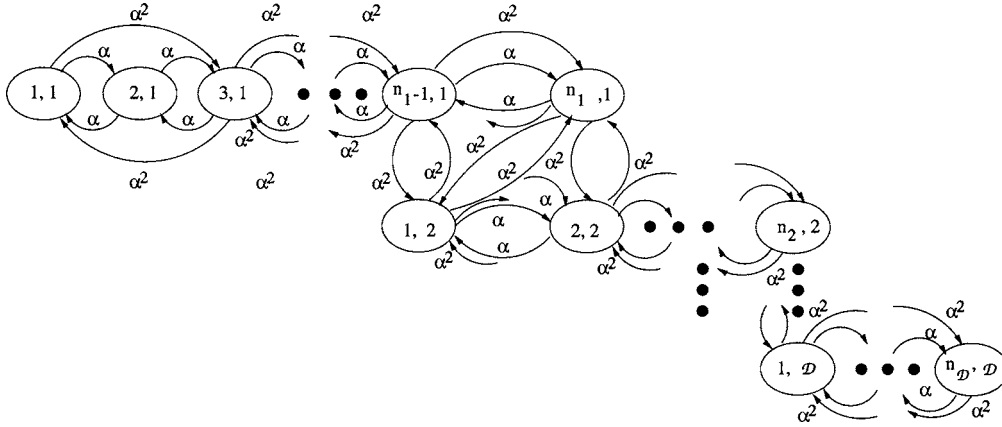 α² α² α² α² α²
α α α α α
1, 1 2, 1 3, 1 n₁-1, 1 n₁ ,1
α α α α α
α² α² α² α² α²
α² α² α² α² α² α²
α α
1, 2 2, 2 n₂, 2
α
α² α² α²
α² α²
α
1, 𝒟 n_𝒟, 𝒟
α
α² α²